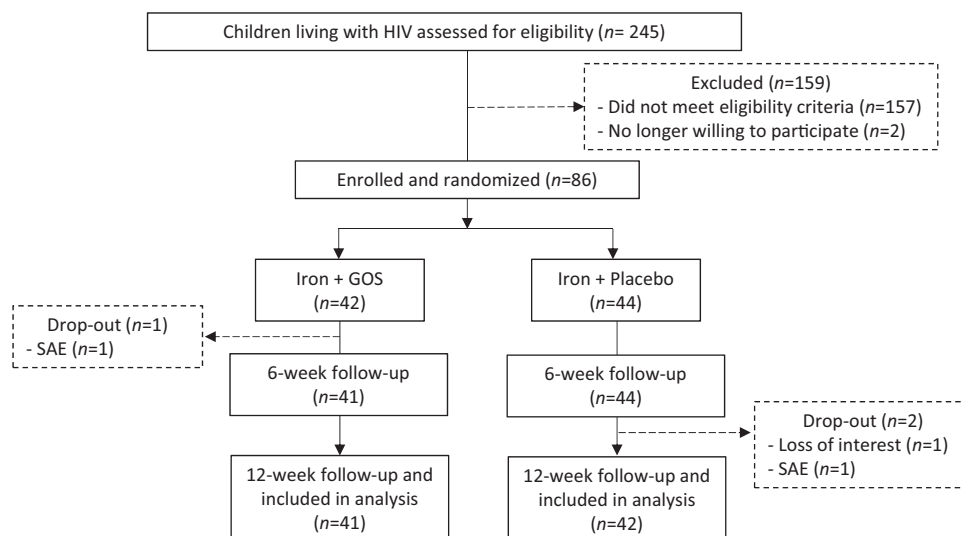 Children living with HIV assessed for eligibility (n= 245)
Excluded (n=159)
- Did not meet eligibility criteria (n=157)
- No longer willing to participate (n=2)
Enrolled and randomized (n=86)
Iron + GOS
(n=42)
Iron + Placebo
(n=44)
Drop-out (n=1)
- SAE (n=1)
6-week follow-up
(n=41)
6-week follow-up
(n=44)
Drop-out (n=2)
- Loss of interest (n=1)
- SAE (n=1)
12-week follow-up and
included in analysis
(n=41)
12-week follow-up and
included in analysis
(n=42)